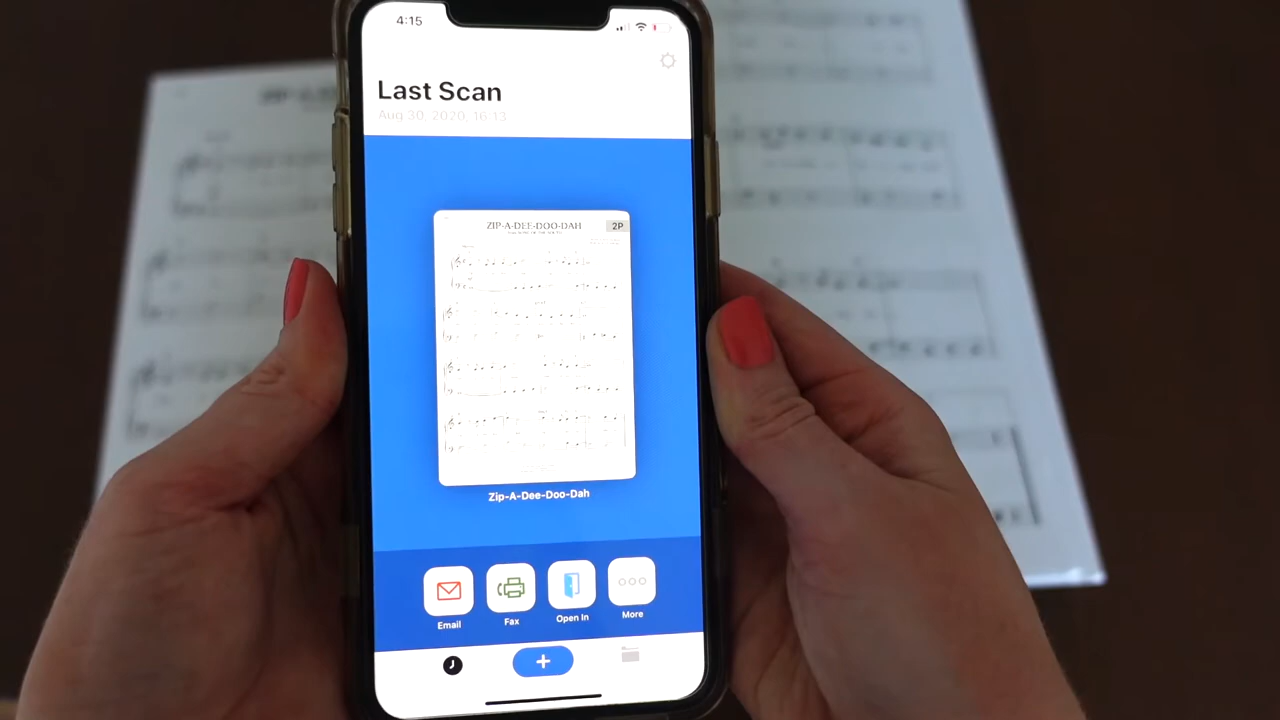 4:15
Last Scan
Aug 30, 2020, 16:13
ZIP-A-DEE-DOO-DAH
2P
Zip-A-Dee-Doo-Dah
Email
Fax
Open In
More